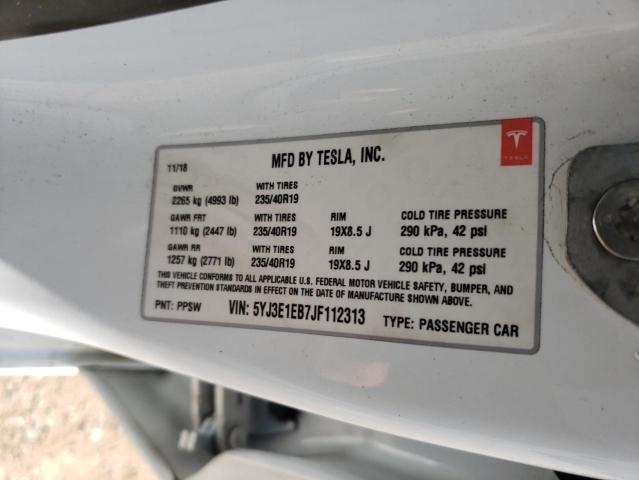 MFD BY TESLA, INC.
TESLA
11/18
GVWR WITH TIRES
2265 kg (4993 lb) 235/40R19
GAWR FRT WITH TIRES RIM COLD TIRE PRESSURE
1110 kg (2447 lb) 235/40R19 19X8.5 J 290 kPa, 42 psi
GAWR RR WITH TIRES RIM COLD TIRE PRESSURE
1257 kg (2771 lb) 235/40R19 19X8.5 J 290 kPa, 42 psi
THIS VEHICLE CONFORMS TO ALL APPLICABLE U.S. FEDERAL MOTOR VEHICLE SAFETY, BUMPER, AND
THEFT PREVENTION STANDARDS IN EFFECT ON THE DATE OF MANUFACTURE SHOWN ABOVE.
PNT: PPSW VIN: 5YJ3E1EB7JF112313 TYPE: PASSENGER CAR